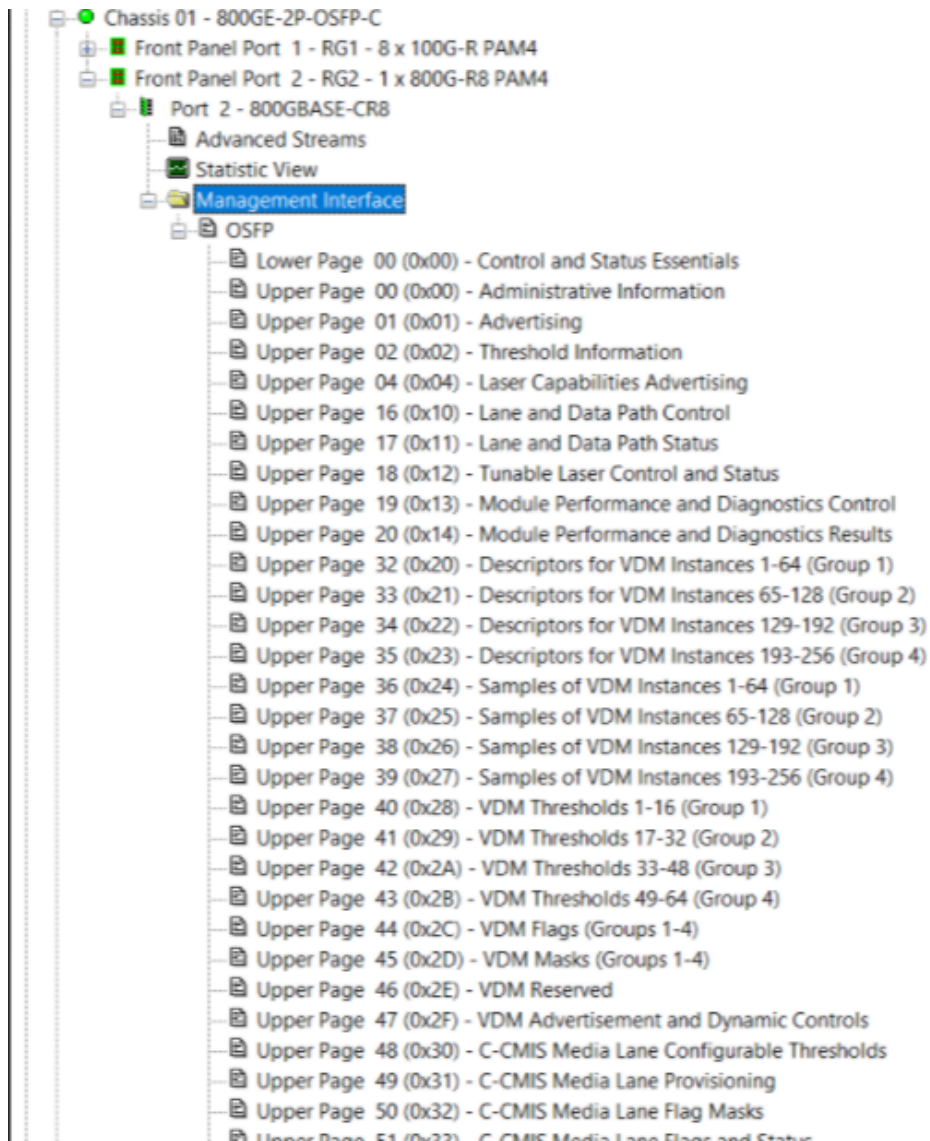 Chassis 01 - 800GE-2P-OSFP-C
Front Panel Port 1 - RG1 - 8 x 100G-R PAM4
Front Panel Port 2 - RG2 - 1 x 800G-R8 PAM4
Port 2 - 800GBASE-CR8
Advanced Streams
Statistic View
Management Interface
OSFP
Lower Page 00 (0x00) - Control and Status Essentials
Upper Page 00 (0x00) - Administrative Information
Upper Page 01 (0x01) - Advertising
Upper Page 02 (0x02) - Threshold Information
Upper Page 04 (0x04) - Laser Capabilities Advertising
Upper Page 16 (0x10) - Lane and Data Path Control
Upper Page 17 (0x11) - Lane and Data Path Status
Upper Page 18 (0x12) - Tunable Laser Control and Status
Upper Page 19 (0x13) - Module Performance and Diagnostics Control
Upper Page 20 (0x14) - Module Performance and Diagnostics Results
Upper Page 32 (0x20) - Descriptors for VDM Instances 1-64 (Group 1)
Upper Page 33 (0x21) - Descriptors for VDM Instances 65-128 (Group 2)
Upper Page 34 (0x22) - Descriptors for VDM Instances 129-192 (Group 3)
Upper Page 35 (0x23) - Descriptors for VDM Instances 193-256 (Group 4)
Upper Page 36 (0x24) - Samples of VDM Instances 1-64 (Group 1)
Upper Page 37 (0x25) - Samples of VDM Instances 65-128 (Group 2)
Upper Page 38 (0x26) - Samples of VDM Instances 129-192 (Group 3)
Upper Page 39 (0x27) - Samples of VDM Instances 193-256 (Group 4)
Upper Page 40 (0x28) - VDM Thresholds 1-16 (Group 1)
Upper Page 41 (0x29) - VDM Thresholds 17-32 (Group 2)
Upper Page 42 (0x2A) - VDM Thresholds 33-48 (Group 3)
Upper Page 43 (0x2B) - VDM Thresholds 49-64 (Group 4)
Upper Page 44 (0x2C) - VDM Flags (Groups 1-4)
Upper Page 45 (0x2D) - VDM Masks (Groups 1-4)
Upper Page 46 (0x2E) - VDM Reserved
Upper Page 47 (0x2F) - VDM Advertisement and Dynamic Controls
Upper Page 48 (0x30) - C-CMIS Media Lane Configurable Thresholds
Upper Page 49 (0x31) - C-CMIS Media Lane Provisioning
Upper Page 50 (0x32) - C-CMIS Media Lane Flag Masks
Upper Page 51 (0x33) - C-CMIS Media Lane Flags and Status